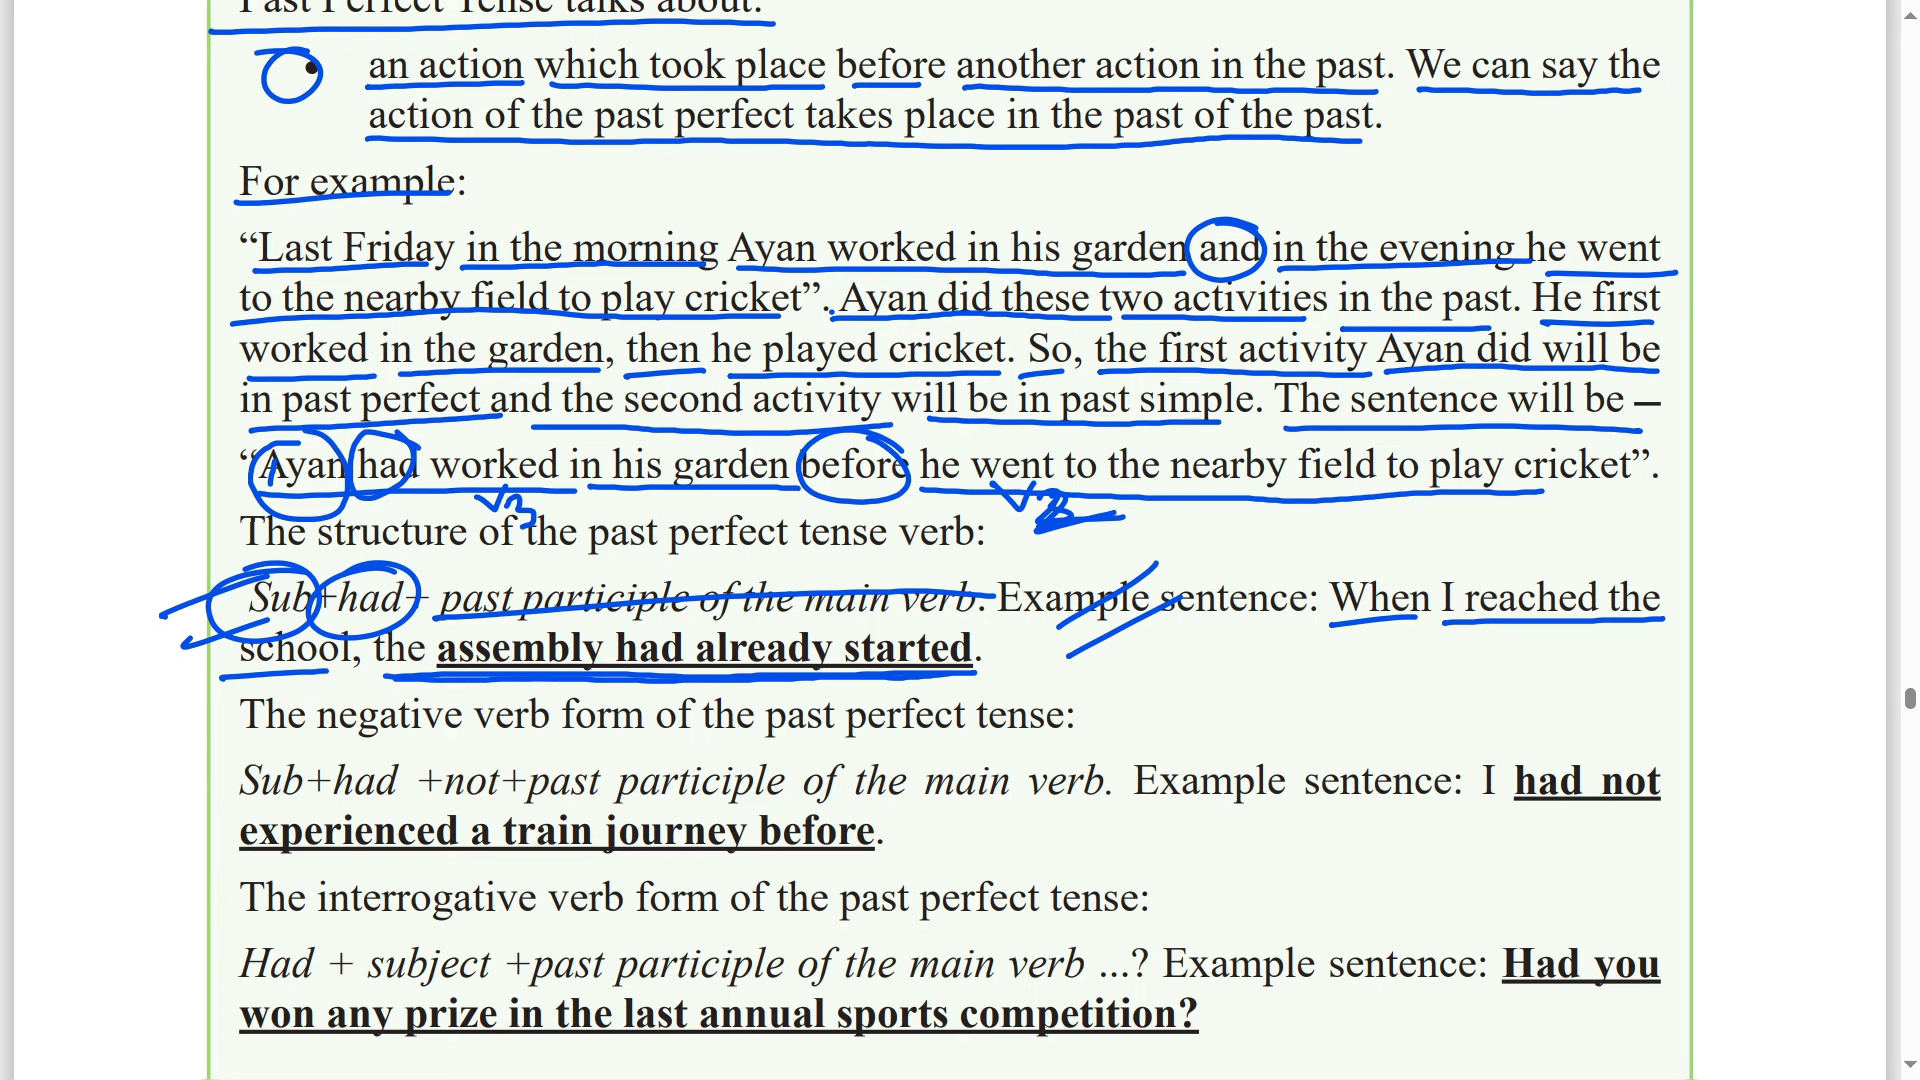 Past Perfect Tense talks about:
• an action which took place before another action in the past. We can say the
action of the past perfect takes place in the past of the past.
For example:
“Last Friday in the morning Ayan worked in his garden and in the evening he went
to the nearby field to play cricket”. Ayan did these two activities in the past. He first
worked in the garden, then he played cricket. So, the first activity Ayan did will be
in past perfect and the second activity will be in past simple. The sentence will be –
“Ayan had worked in his garden before he went to the nearby field to play cricket”.
V3
The structure of the past perfect tense verb:
Sub+had+ past participle of the main verb. Example sentence: When I reached the
school, the assembly had already started.
The negative verb form of the past perfect tense:
Sub+had +not+past participle of the main verb. Example sentence: I had not
experienced a train journey before.
The interrogative verb form of the past perfect tense:
Had + subject +past participle of the main verb ...? Example sentence: Had you
won any prize in the last annual sports competition?